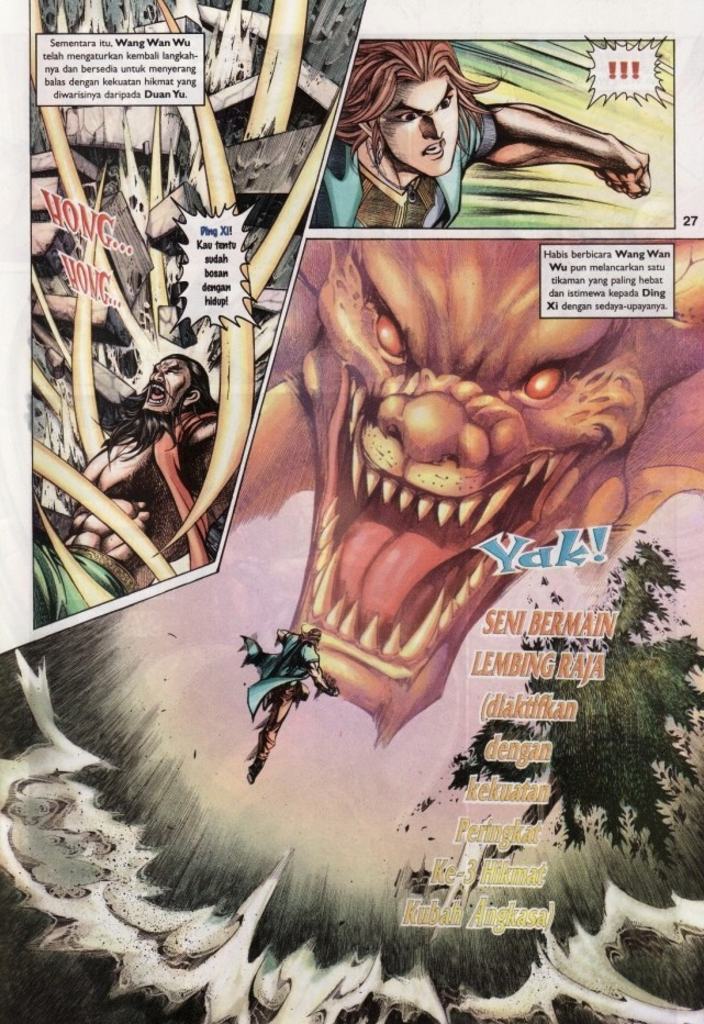 Sementara itu, Wang Wan Wu
telah mengaturkan kembali langkah-
nya dan bersedia untuk menyerang
balas dengan kekuatan hikmat yang
diwarisinya daripada Duan Yu.
!!!
27
HONG...
HONG...
Ding Xi!
Kau tentu
sudah
bosan
dengan
hidup!
Habis berbicara Wang Wan
Wu pun melancarkan satu
tikaman yang paling hebat
dan istimewa kepada Ding
Xi dengan sedaya-upayanya.
Yak!
SENI BERMAIN
LEMBING RAJA
(diaktifkan
dengan
kekuatan
Peringkat
Ke-3 Hikmat
Kubah Angkasa)